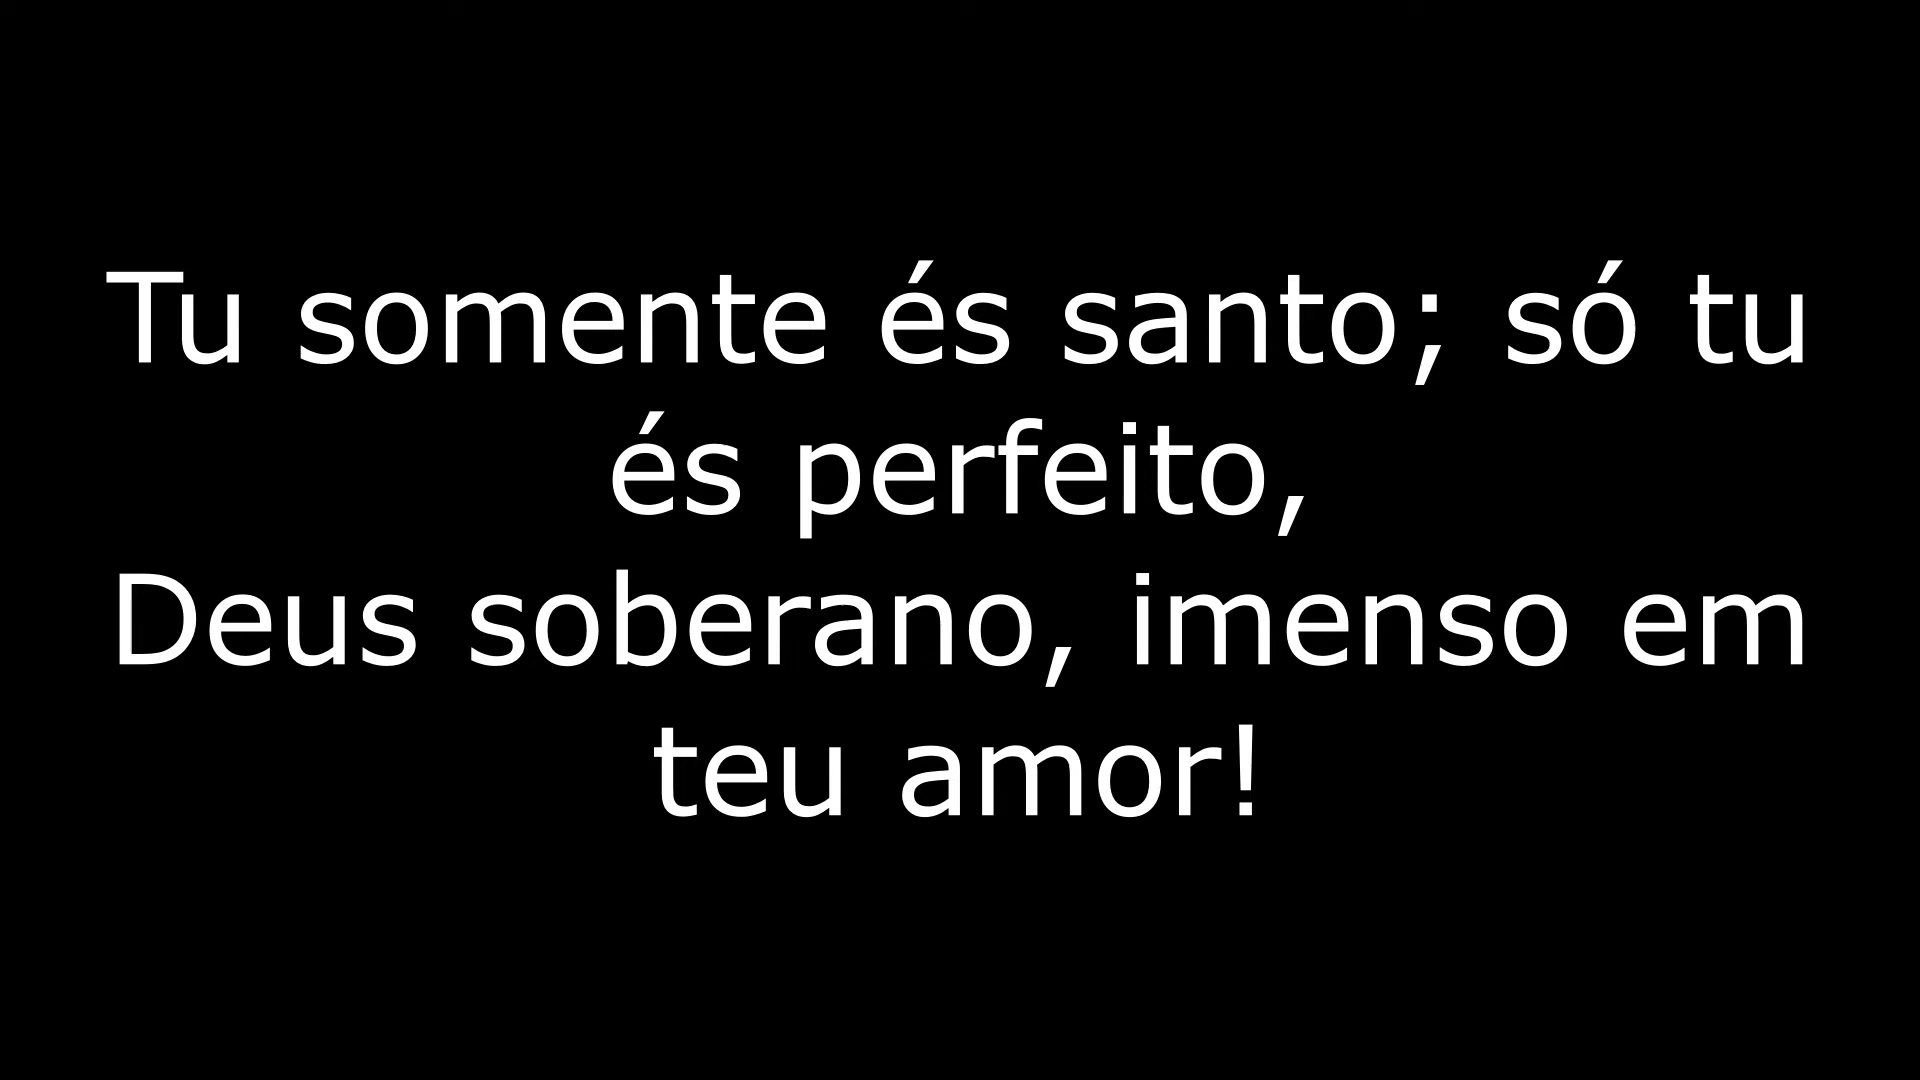 Tu somente és santo; só tu
és perfeito,
Deus soberano, imenso em
teu amor!